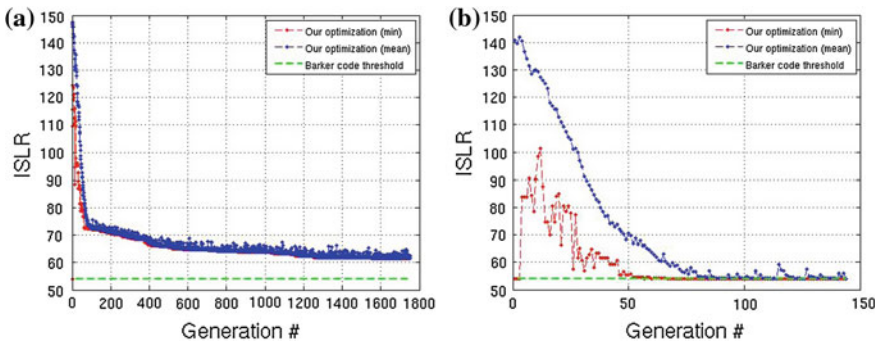 (a)
ISLR
150
140
130
120
110
100
90
80
70
60
50
0 200 400 600 800 1000 1200 1400 1600 1800
Generation #
Our optimization (min)
Our optimization (mean)
Barker code threshold
(b)
ISLR
150
140
130
120
110
100
90
80
70
60
50
0 50 100 150
Generation #
Our optimization (min)
Our optimization (mean)
Barker code threshold